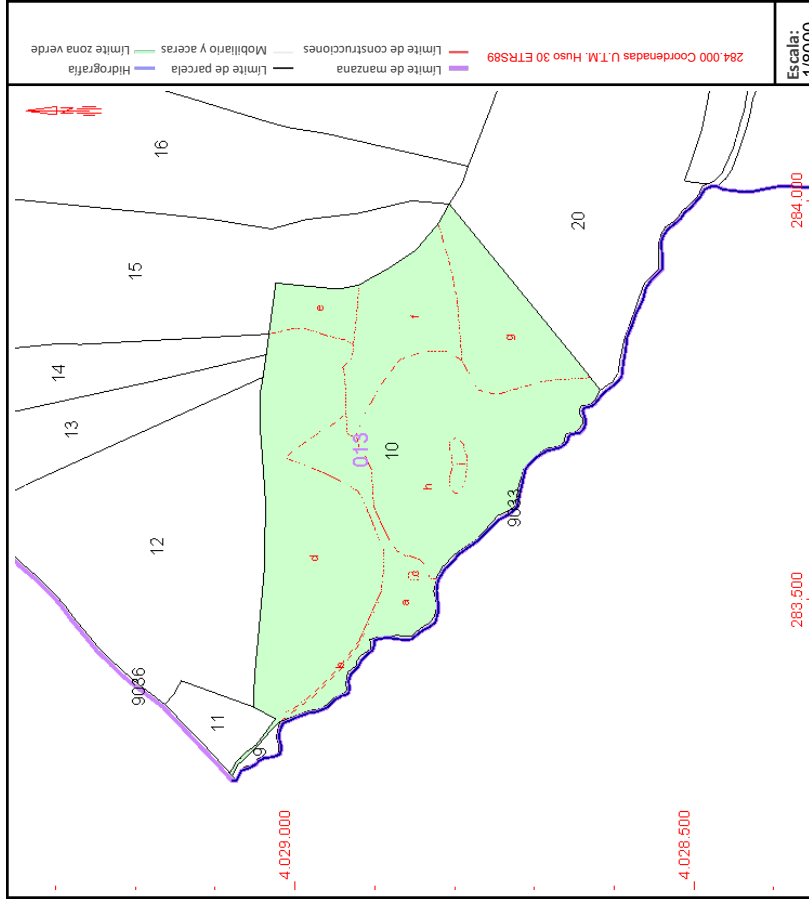 Límite de manzana
Límite de construcciones
Límite de parcela
Mobiliario y aceras
Hidrografía
Límite zona verde
284.000 Coordenadas U.T.M. Huso 30 ETRS89
Escala:
1/8000
16
15
14
13
12
11
9
9036
20
10
013
9033
e
f
g
d
h
i
a
c
b
284.000
283.500
4.029.000
4.028.500